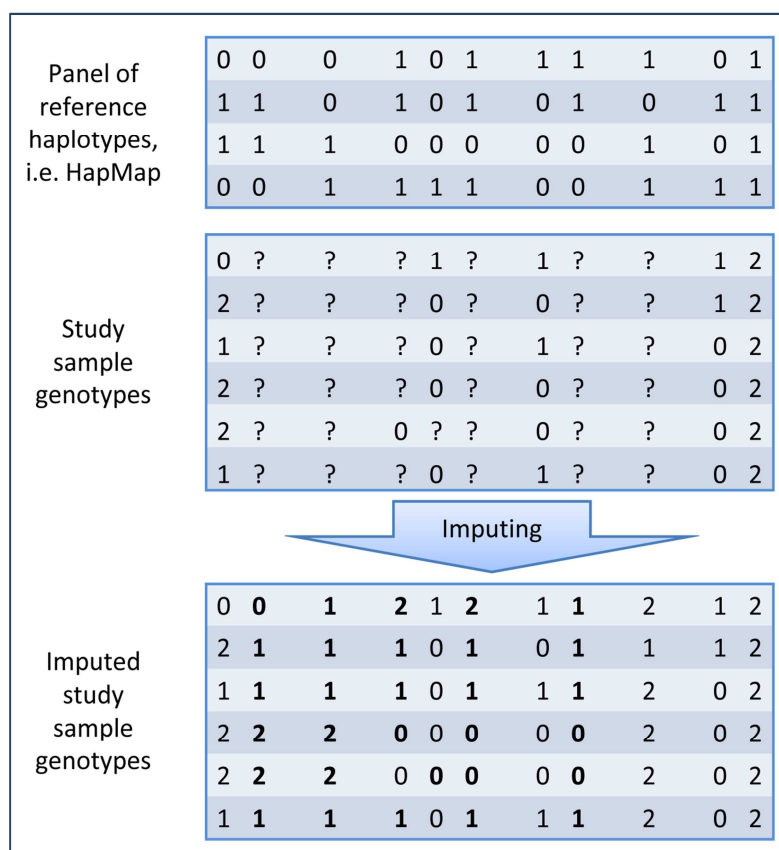 Panel of
reference
haplotypes,
i.e. HapMap
0 0 0 1 0 1 1 1 1 0 1
1 1 0 1 0 1 0 1 0 1 1
1 1 1 0 0 0 0 0 1 0 1
0 0 1 1 1 1 0 0 1 1 1
Study
sample
genotypes
0 ? ? ? 1 ? 1 ? ? 1 2
2 ? ? ? 0 ? 0 ? ? 1 2
1 ? ? ? 0 ? 1 ? ? 0 2
2 ? ? ? 0 ? 0 ? ? 0 2
2 ? ? 0 ? ? 0 ? ? 0 2
1 ? ? ? 0 ? 1 ? ? 0 2
Imputing
Imputed
study
sample
genotypes
0 0 1 2 1 2 1 1 2 1 2
2 1 1 1 0 1 0 1 1 1 2
1 1 1 1 0 1 1 1 2 0 2
2 2 2 0 0 0 0 0 2 0 2
2 2 2 0 0 0 0 0 2 0 2
1 1 1 1 0 1 1 1 2 0 2